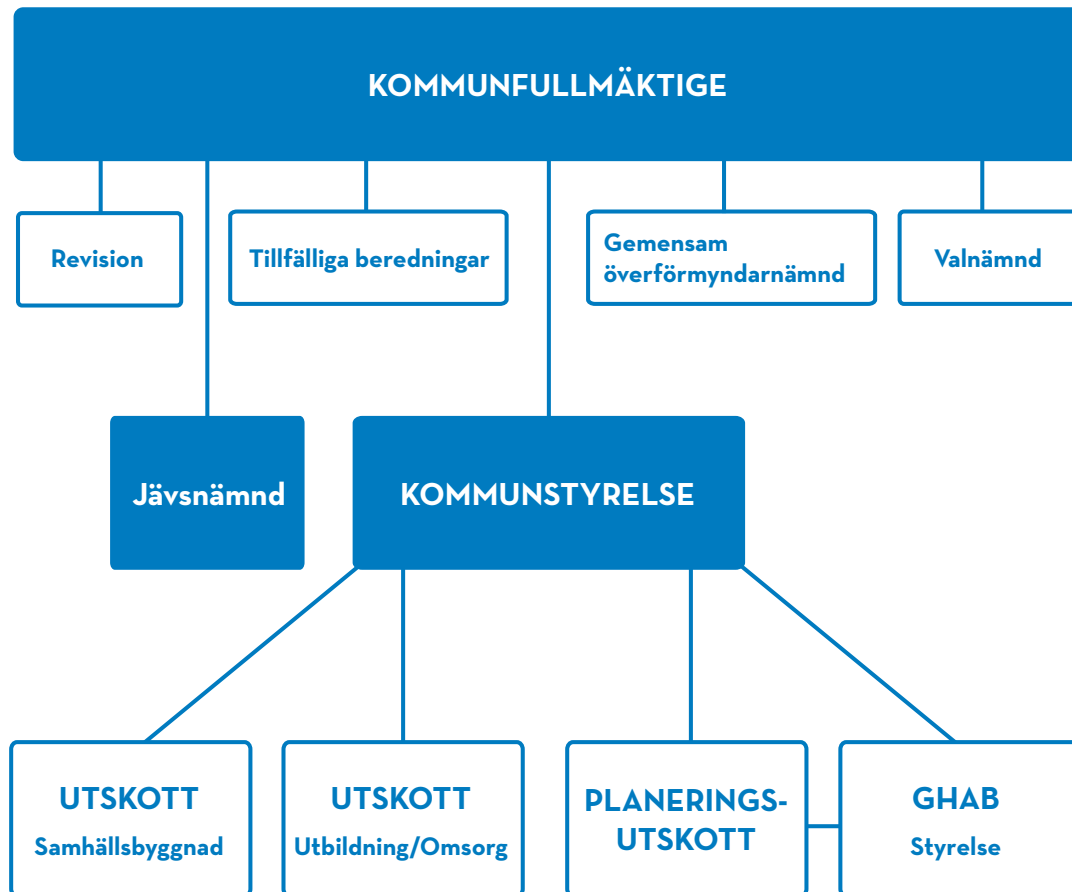 KOMMUNFULLMÄKTIGE
Revision
Tillfälliga beredningar
Gemensam
överförmyndarnämnd
Valnämnd
Jävsnämnd
KOMMUNSTYRELSE
UTSKOTT
Samhällsbyggnad
UTSKOTT
Utbildning/Omsorg
PLANERINGS-
UTSKOTT
GHAB
Styrelse